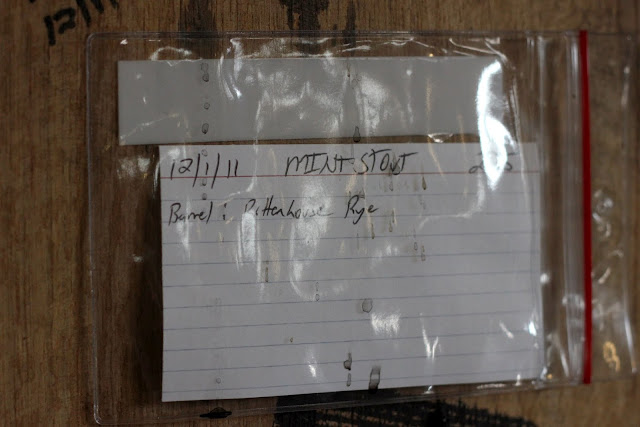 12/1/11 MINT STOUT
Barrel: Rittenhouse Rye